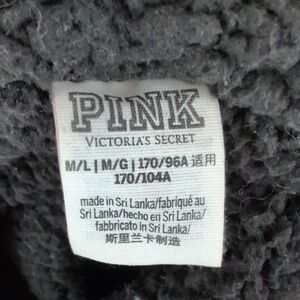 PINK
VICTORIA'S SECRET
M/L | M/G | 170/96A 适用
170/104A
made in Sri Lanka/fabriqué au
Sri Lanka/hecho en Sri Lanka/
fabbricato in Sri Lanka/
斯里兰卡制造